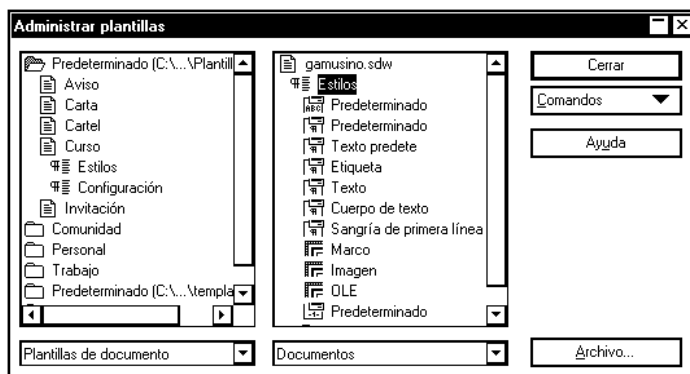 Administrar plantillas
Predeterminado (C:\...\Plantill
Aviso
Carta
Cartel
Curso
Estilos
Configuración
Invitación
Comunidad
Personal
Trabajo
Predeterminado (C:\...\templa
Plantillas de documento
gamusino.sdw
Estilos
Predeterminado
Predeterminado
Texto predete
Etiqueta
Texto
Cuerpo de texto
Sangría de primera línea
Marco
Imagen
OLE
Predeterminado
Documentos
Cerrar
Comandos
Ayuda
Archivo...